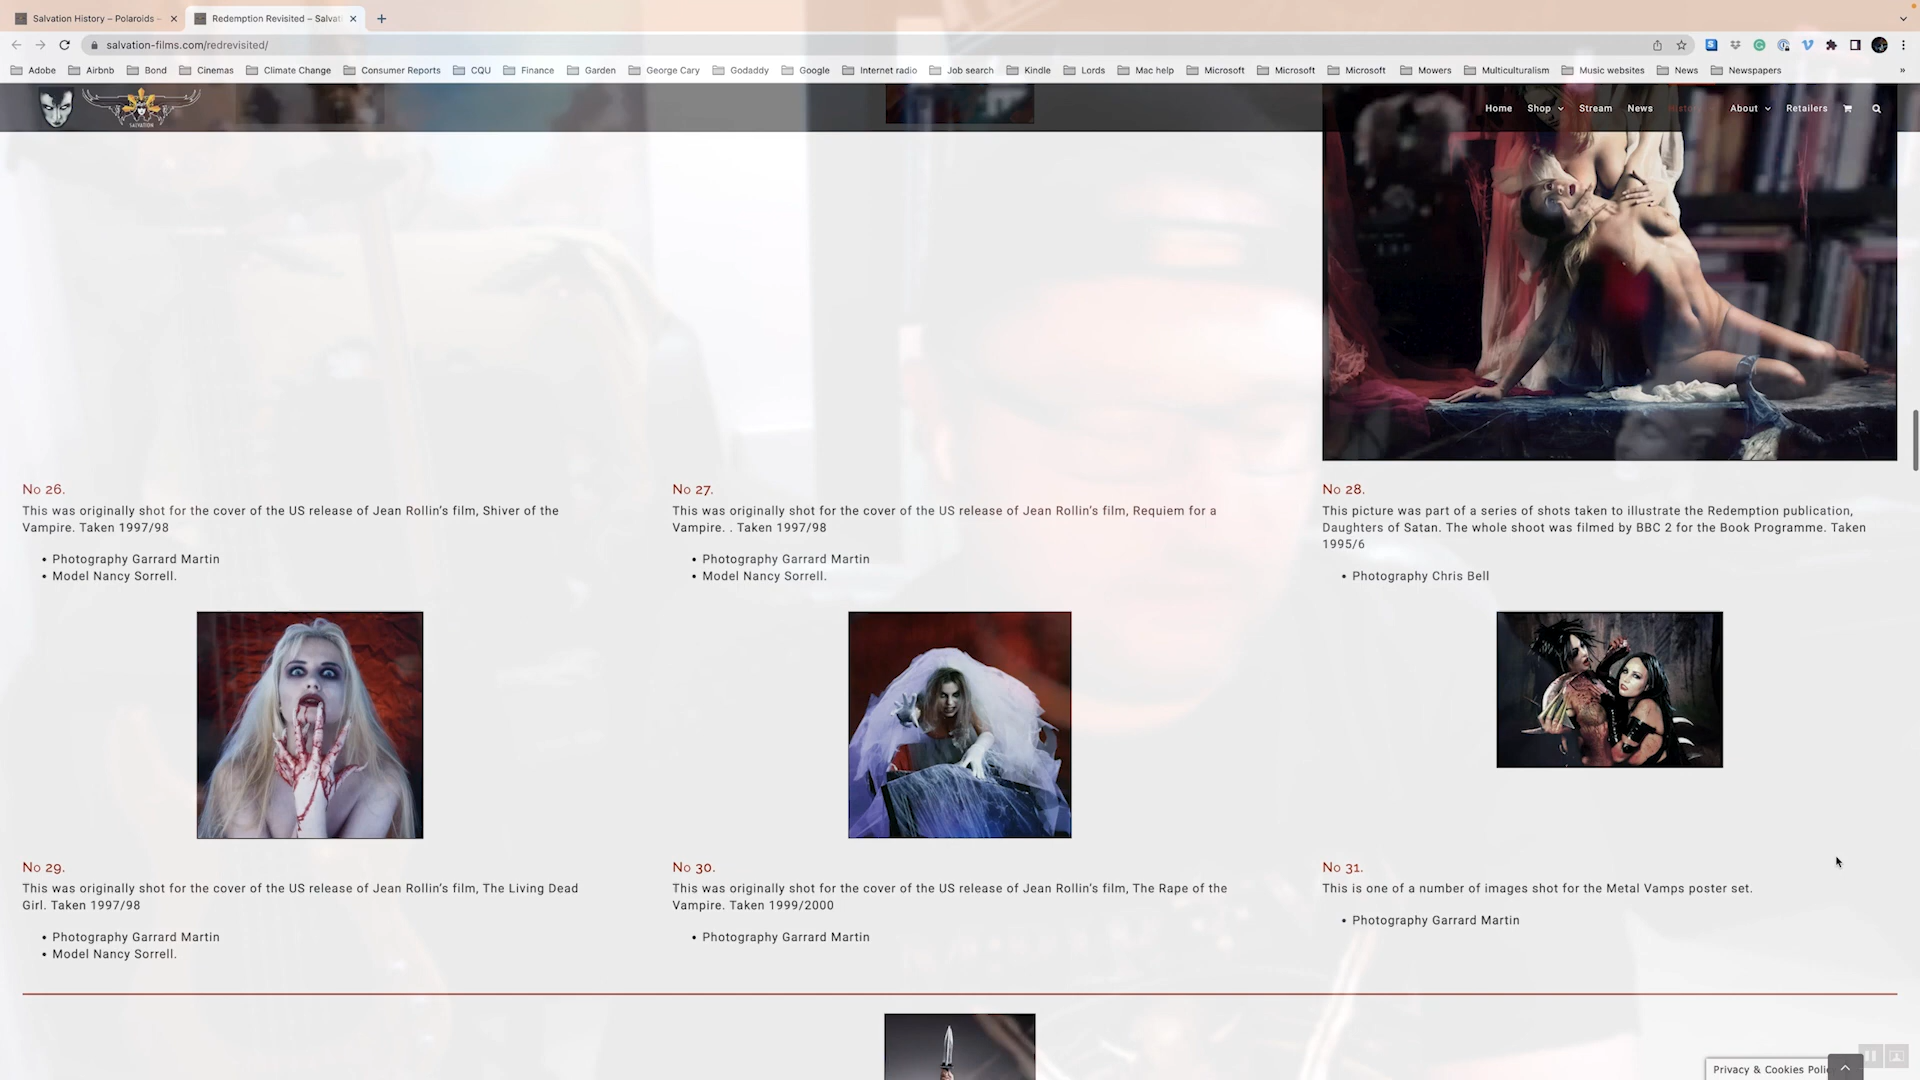 Salvation History – Polaroids –
Redemption Revisited – Salvat
salvation-films.com/redrevisited/
Adobe Airbnb Bond Cinemas Climate Change Consumer Reports CQU Finance Garden George Cary Godaddy Google Internet radio Job search Kindle Lords Mac help Microsoft Microsoft Microsoft Mowers Multiculturalism Music websites News Newspapers
SALVATION
Home Shop Stream News History About Retailers
No 26.
This was originally shot for the cover of the US release of Jean Rollin’s film, Shiver of the
Vampire. Taken 1997/98
• Photography Garrard Martin
• Model Nancy Sorrell.
No 27.
This was originally shot for the cover of the US release of Jean Rollin’s film, Requiem for a
Vampire. . Taken 1997/98
• Photography Garrard Martin
• Model Nancy Sorrell.
No 28.
This picture was part of a series of shots taken to illustrate the Redemption publication,
Daughters of Satan. The whole shoot was filmed by BBC 2 for the Book Programme. Taken
1995/6
• Photography Chris Bell
No 29.
This was originally shot for the cover of the US release of Jean Rollin’s film, The Living Dead
Girl. Taken 1997/98
• Photography Garrard Martin
• Model Nancy Sorrell.
No 30.
This was originally shot for the cover of the US release of Jean Rollin’s film, The Rape of the
Vampire. Taken 1999/2000
• Photography Garrard Martin
No 31.
This is one of a number of images shot for the Metal Vamps poster set.
• Photography Garrard Martin
Privacy & Cookies Poli